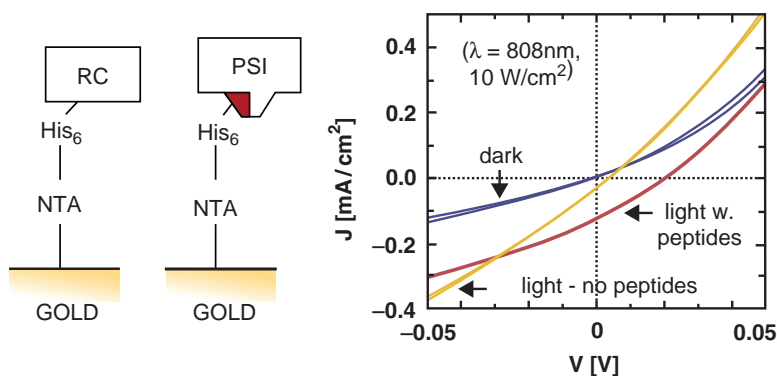 RC
His6
NTA
GOLD
PSI
His6
NTA
GOLD
J [mA/cm2)
0.4
0.2
0.0
−0.2
−0.4
(λ = 808nm,
10 W/cm2)
dark
light w.
peptides
light - no peptides
−0.05
0
0.05
V [V]